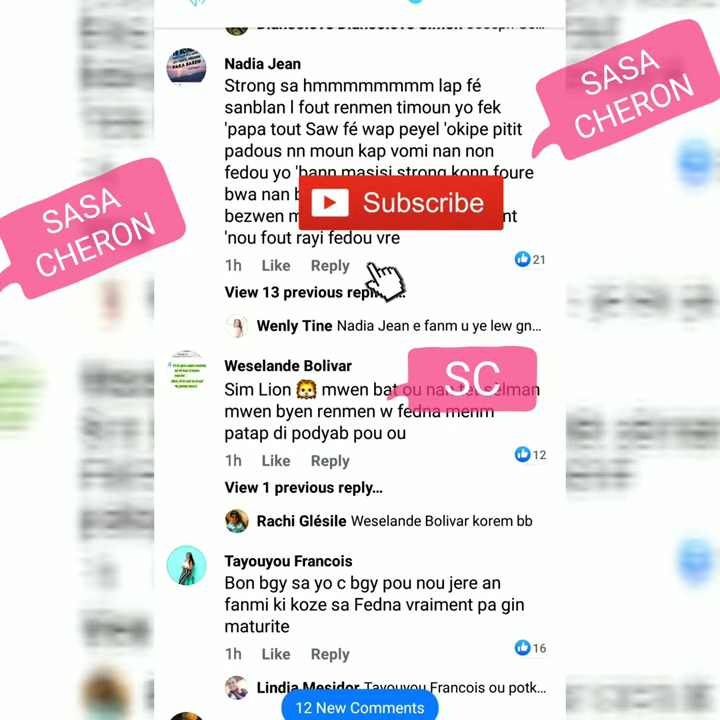 Nadia Jean
Strong sa hmmmmmmmm lap fé
sanblan l fout renmen timoun yo fek
'papa tout Saw fé wap peyel 'okipe pitit
padous nn moun kap vomi nan non
fedou yo 'bann masisi strong konn foure
bwa nan
bezwen
'nou fout rayi fedou vre
1h Like Reply 21
View 13 previous
Wenly Tine Nadia Jean e fanm u ye lew gn...
Weselande Bolivar
Sim Lion 🦁 mwen bat ou nan tet sèlman
mwen byen renmen w fedna menm
patap di podyab pou ou
1h Like Reply 12
View 1 previous reply...
Rachi Glésile Weselande Bolivar korem bb
Tayouyou Francois
Bon bgy sa yo c bgy pou nou jere an
fanmi ki koze sa Fedna vraiment pa gin
maturite
1h Like Reply 16
Lindia Mesidor Tayouyou Francois ou potk...
12 New Comments
SASA
CHERON
SASA
CHERON
Subscribe
SC